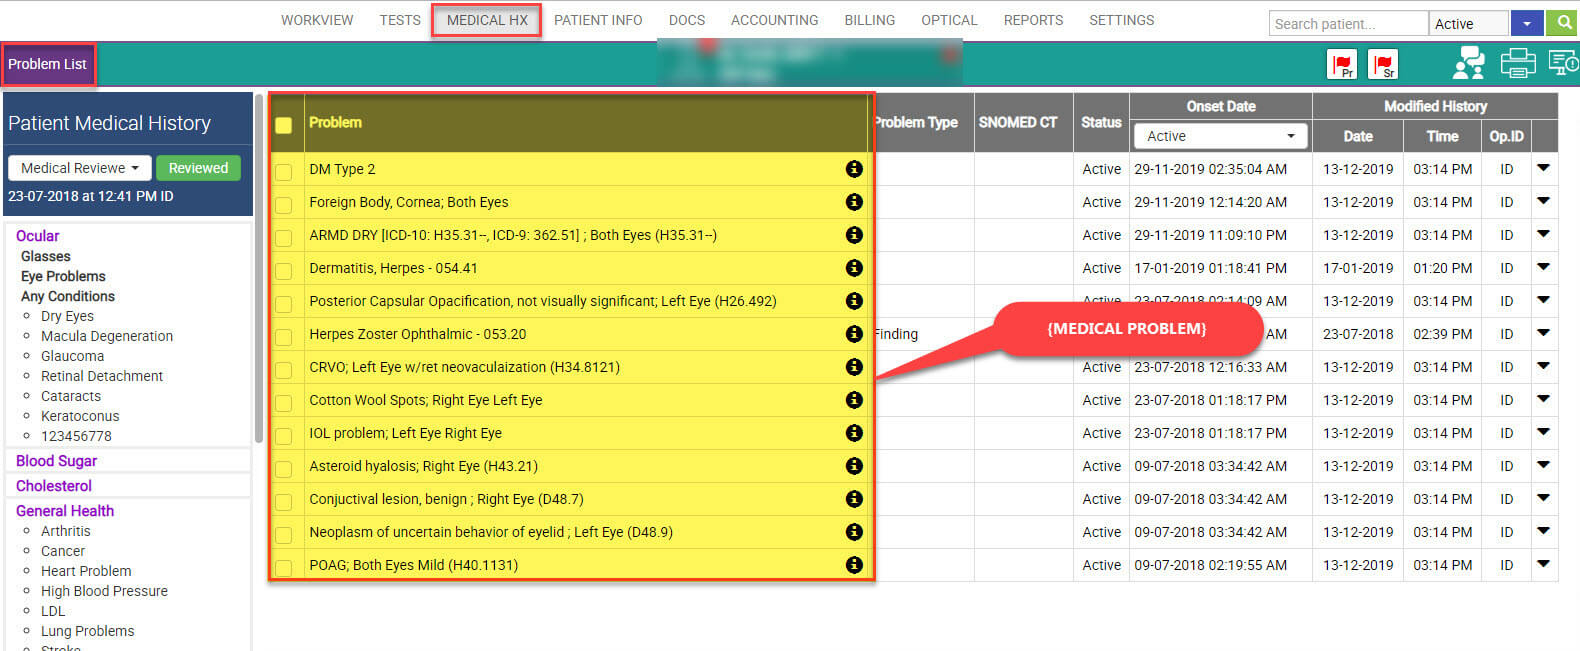 WORKVIEW TESTS MEDICAL HX PATIENT INFO DOCS ACCOUNTING BILLING OPTICAL REPORTS SETTINGS Search patient... Active
Problem List Pr Sr
Patient Medical History
Medical Reviewe Reviewed
23-07-2018 at 12:41 PM ID
Ocular
Glasses
Eye Problems
Any Conditions
Dry Eyes
Macula Degeneration
Glaucoma
Retinal Detachment
Cataracts
Keratoconus
123456778
Blood Sugar
Cholesterol
General Health
Arthritis
Cancer
Heart Problem
High Blood Pressure
LDL
Lung Problems
Stroke
Problem Problem Type SNOMED CT Status Onset Date Modified History
Active Date Time Op.ID
DM Type 2 Active 29-11-2019 02:35:04 AM 13-12-2019 03:14 PM ID
Foreign Body, Cornea; Both Eyes Active 29-11-2019 12:14:20 AM 13-12-2019 03:14 PM ID
ARMD DRY [ICD-10: H35.31--, ICD-9: 362.51] ; Both Eyes (H35.31--) Active 29-11-2019 11:09:10 PM 13-12-2019 03:14 PM ID
Dermatitis, Herpes - 054.41 Active 17-01-2019 01:18:41 PM 17-01-2019 01:20 PM ID
Posterior Capsular Opacification, not visually significant; Left Eye (H26.492) Active 23-07-2018 02:14:09 AM 13-12-2019 03:14 PM ID
Herpes Zoster Ophthalmic - 053.20 Finding AM 23-07-2018 02:39 PM ID
CRVO; Left Eye w/ret neovaculaization (H34.8121) Active 23-07-2018 12:16:33 AM 13-12-2019 03:14 PM ID
Cotton Wool Spots; Right Eye Left Eye Active 23-07-2018 01:18:17 PM 13-12-2019 03:14 PM ID
IOL problem; Left Eye Right Eye Active 23-07-2018 01:18:17 PM 13-12-2019 03:14 PM ID
Asteroid hyalosis; Right Eye (H43.21) Active 09-07-2018 03:34:42 AM 13-12-2019 03:14 PM ID
Conjuctival lesion, benign ; Right Eye (D48.7) Active 09-07-2018 03:34:42 AM 13-12-2019 03:14 PM ID
Neoplasm of uncertain behavior of eyelid ; Left Eye (D48.9) Active 09-07-2018 03:34:42 AM 13-12-2019 03:14 PM ID
POAG; Both Eyes Mild (H40.1131) Active 09-07-2018 02:19:55 AM 13-12-2019 03:14 PM ID
{MEDICAL PROBLEM}